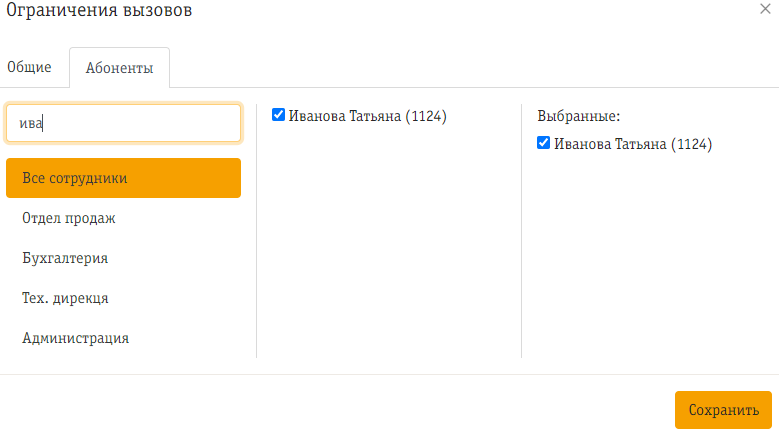 Ограничения вызовов
Общие
Абоненты
ива
Все сотрудники
Отдел продаж
Бухгалтерия
Тех. дирекця
Администрация
Иванова Татьяна (1124)
Выбранные:
Иванова Татьяна (1124)
Сохранить